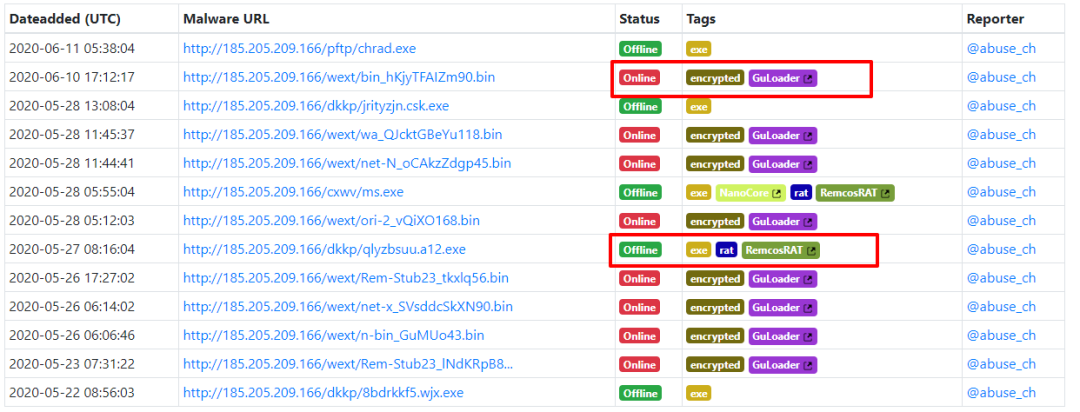 Dateadded (UTC) Malware URL Status Tags Reporter
2020-06-11 05:38:04 http://185.205.209.166/pftp/chrad.exe Offline exe @abuse_ch
2020-06-10 17:12:17 http://185.205.209.166/wext/bin_hKjyTFAIZm90.bin Online encrypted GuLoader @abuse_ch
2020-05-28 13:08:04 http://185.205.209.166/dkkp/jrityzjn.csk.exe Offline exe @abuse_ch
2020-05-28 11:45:37 http://185.205.209.166/wext/wa_QJcktGBeYu118.bin Online encrypted GuLoader @abuse_ch
2020-05-28 11:44:41 http://185.205.209.166/wext/net-N_oCAkzZdgp45.bin Online encrypted GuLoader @abuse_ch
2020-05-28 05:55:04 http://185.205.209.166/cxwv/ms.exe Offline exe NanoCore rat RemcosRAT @abuse_ch
2020-05-28 05:12:03 http://185.205.209.166/wext/ori-2_vQiXO168.bin Online encrypted GuLoader @abuse_ch
2020-05-27 08:16:04 http://185.205.209.166/dkkp/qlyzbsuu.a12.exe Offline exe rat RemcosRAT @abuse_ch
2020-05-26 17:27:02 http://185.205.209.166/wext/Rem-Stub23_tkxlq56.bin Online encrypted GuLoader @abuse_ch
2020-05-26 06:14:02 http://185.205.209.166/wext/net-x_SVsddcSkXN90.bin Online encrypted GuLoader @abuse_ch
2020-05-26 06:06:46 http://185.205.209.166/wext/n-bin_GuMUo43.bin Online encrypted GuLoader @abuse_ch
2020-05-23 07:31:22 http://185.205.209.166/wext/Rem-Stub23_lNdKRpB8... Online encrypted GuLoader @abuse_ch
2020-05-22 08:56:03 http://185.205.209.166/dkkp/8bdrkkf5.wjx.exe Offline exe @abuse_ch